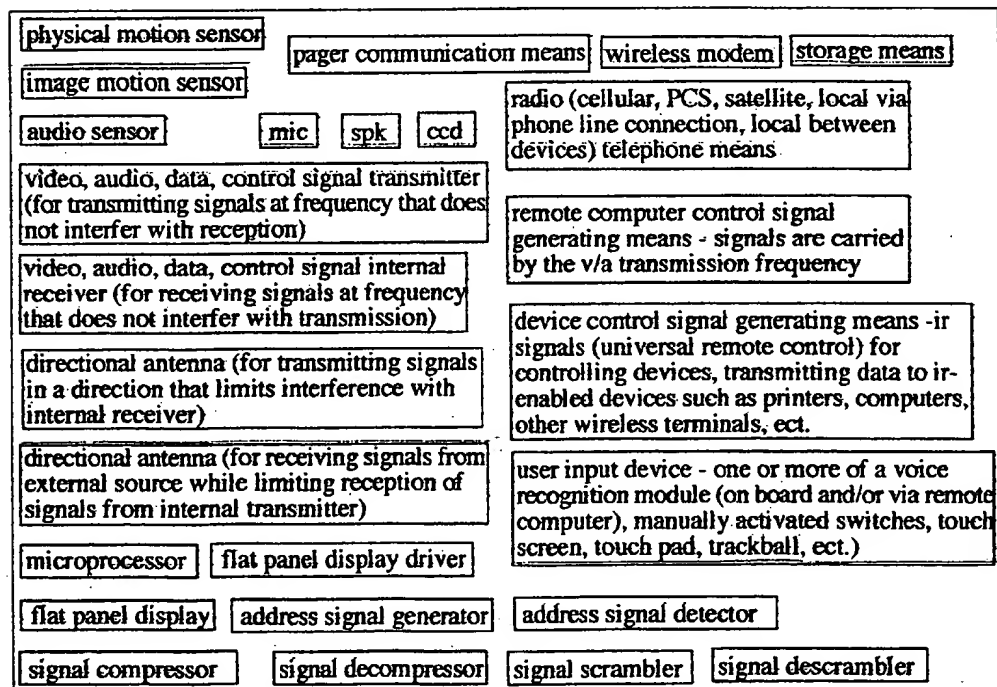 physical motion sensor
pager communication means
wireless modem
storage means
image motion sensor
radio (cellular, PCS, satellite, local via
phone line connection, local between
devices) telephone means
audio sensor
mic
spk
ccd
video, audio, data, control signal transmitter
(for transmitting signals at frequency that does
not interfer with reception)
remote computer control signal
generating means - signals are carried
by the v/a transmission frequency
video, audio, data, control signal internal
receiver (for receiving signals at frequency
that does not interfer with transmission)
device control signal generating means -ir
signals (universal remote control) for
controlling devices, transmitting data to ir-
enabled devices such as printers, computers,
other wireless terminals, ect.
directional antenna (for transmitting signals
in a direction that limits interference with
internal receiver)
directional antenna (for receiving signals from
external source while limiting reception of
signals from internal transmitter)
user input device - one or more of a voice
recognition module (on board and/or via remote
computer), manually activated switches, touch
screen, touch pad, trackball, ect.)
microprocessor
flat panel display driver
flat panel display
address signal generator
address signal detector
signal compressor
signal decompressor
signal scrambler
signal descrambler